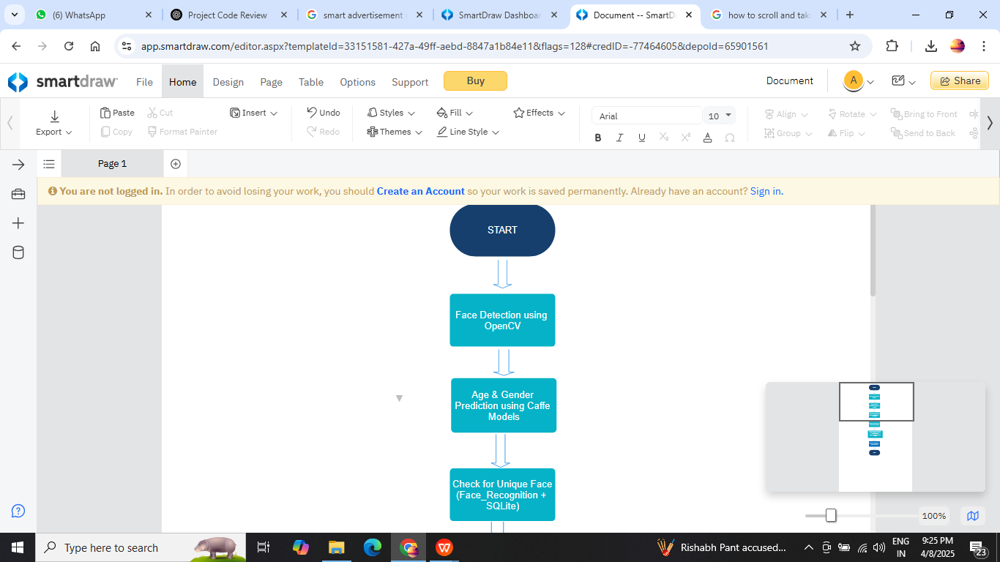 (6) WhatsApp
Project Code Review
smart advertisement
SmartDraw Dashboar
Document -- SmartD
how to scroll and tak
app.smartdraw.com/editor.aspx?templateId=33151581-427a-49ff-aebd-8847a1b84e11&flags=128#credID=-77464605&depoId=65901561
smartdraw
File
Home
Design
Page
Table
Options
Support
Buy
Document
A
Share
Export
Paste
Cut
Copy
Format Painter
Insert
Undo
Redo
Styles
Themes
Fill
Line Style
Effects
Arial
10
B I U X₂ X² A Ω
Align
Group
Rotate
Flip
Bring to Front
Send to Back
Page 1
You are not logged in. In order to avoid losing your work, you should Create an Account so your work is saved permanently. Already have an account? Sign in.
START
Face Detection using
OpenCV
Age & Gender
Prediction using Caffe
Models
Check for Unique Face
(Face_Recognition +
SQLite)
100%
Type here to search
Rishabh Pant accused...
ENG
IN
9:25 PM
4/8/2025
23